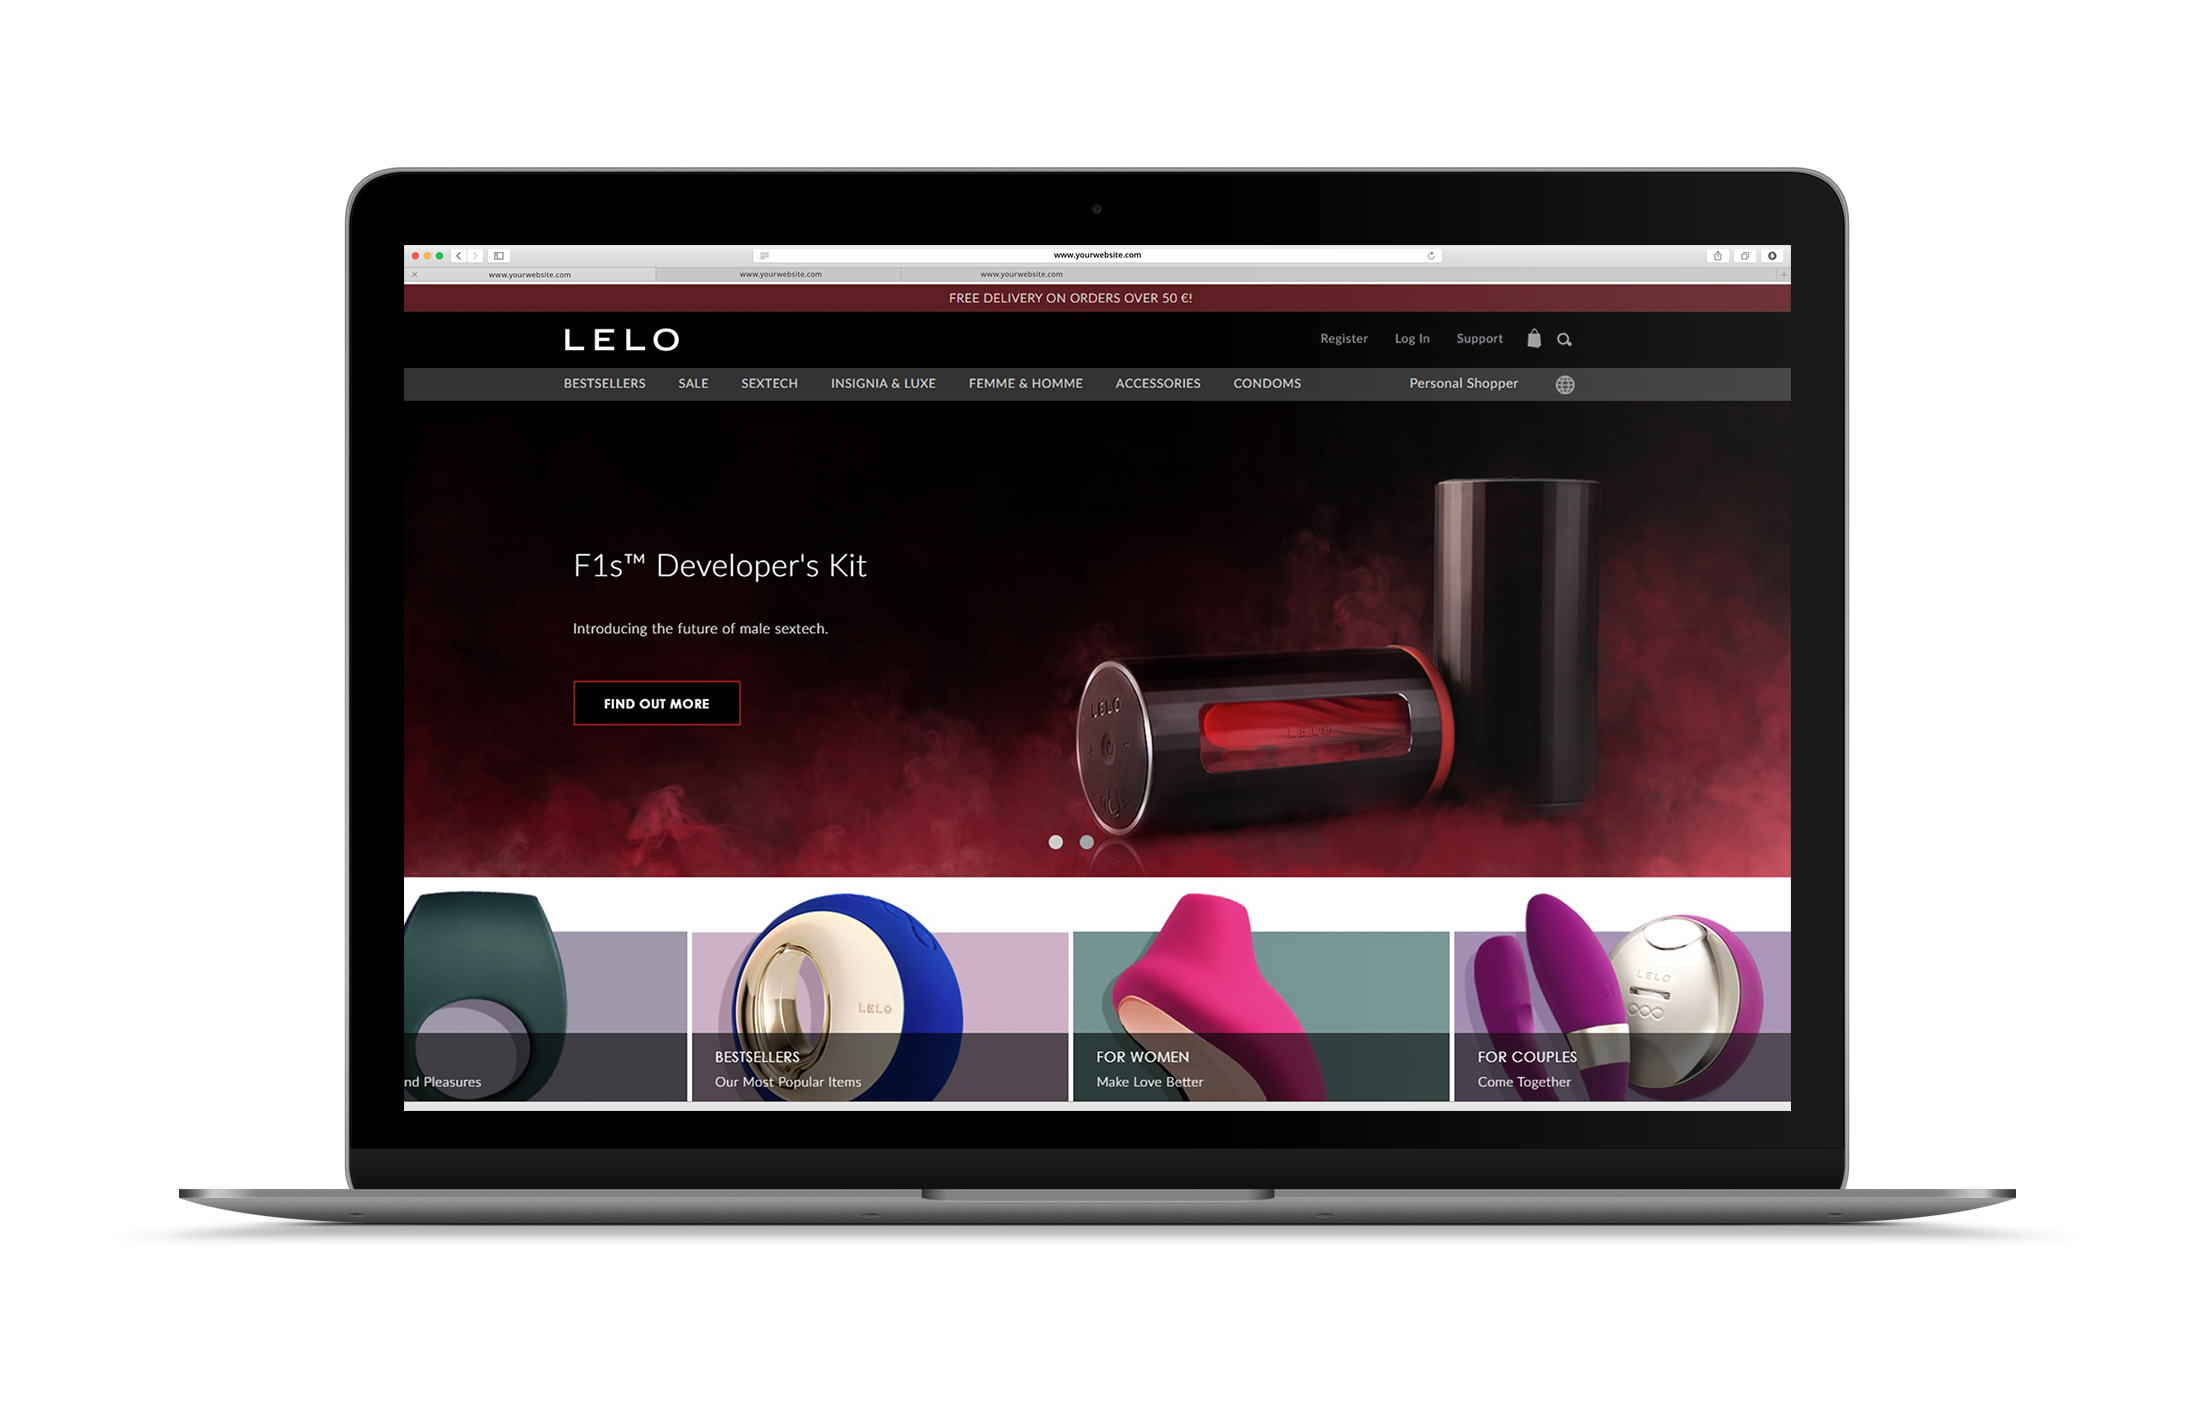 www.yourwebsite.com
www.yourwebsite.com www.yourwebsite.com www.yourwebsite.com
FREE DELIVERY ON ORDERS OVER 50 €!
LELO
Register Log In Support
BESTSELLERS SALE SEXTECH INSIGNIA & LUXE FEMME & HOMME ACCESSORIES CONDOMS Personal Shopper
F1s™ Developer's Kit
Introducing the future of male sextech.
FIND OUT MORE
LELO
LELO
LELO
LELO
nd Pleasures
BESTSELLERS
Our Most Popular Items
FOR WOMEN
Make Love Better
FOR COUPLES
Come Together